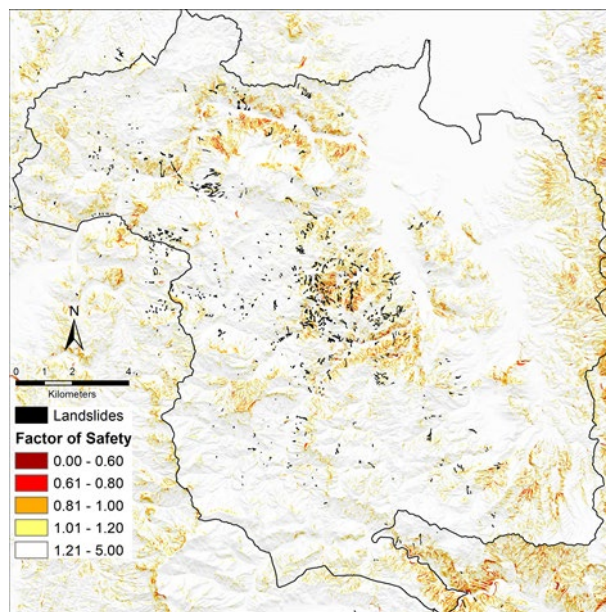 N
0 2 4
Kilometers
Landslides
Factor of Safety
0.00 - 0.60
0.61 - 0.80
0.81 - 1.00
1.01 - 1.20
1.21 - 5.00